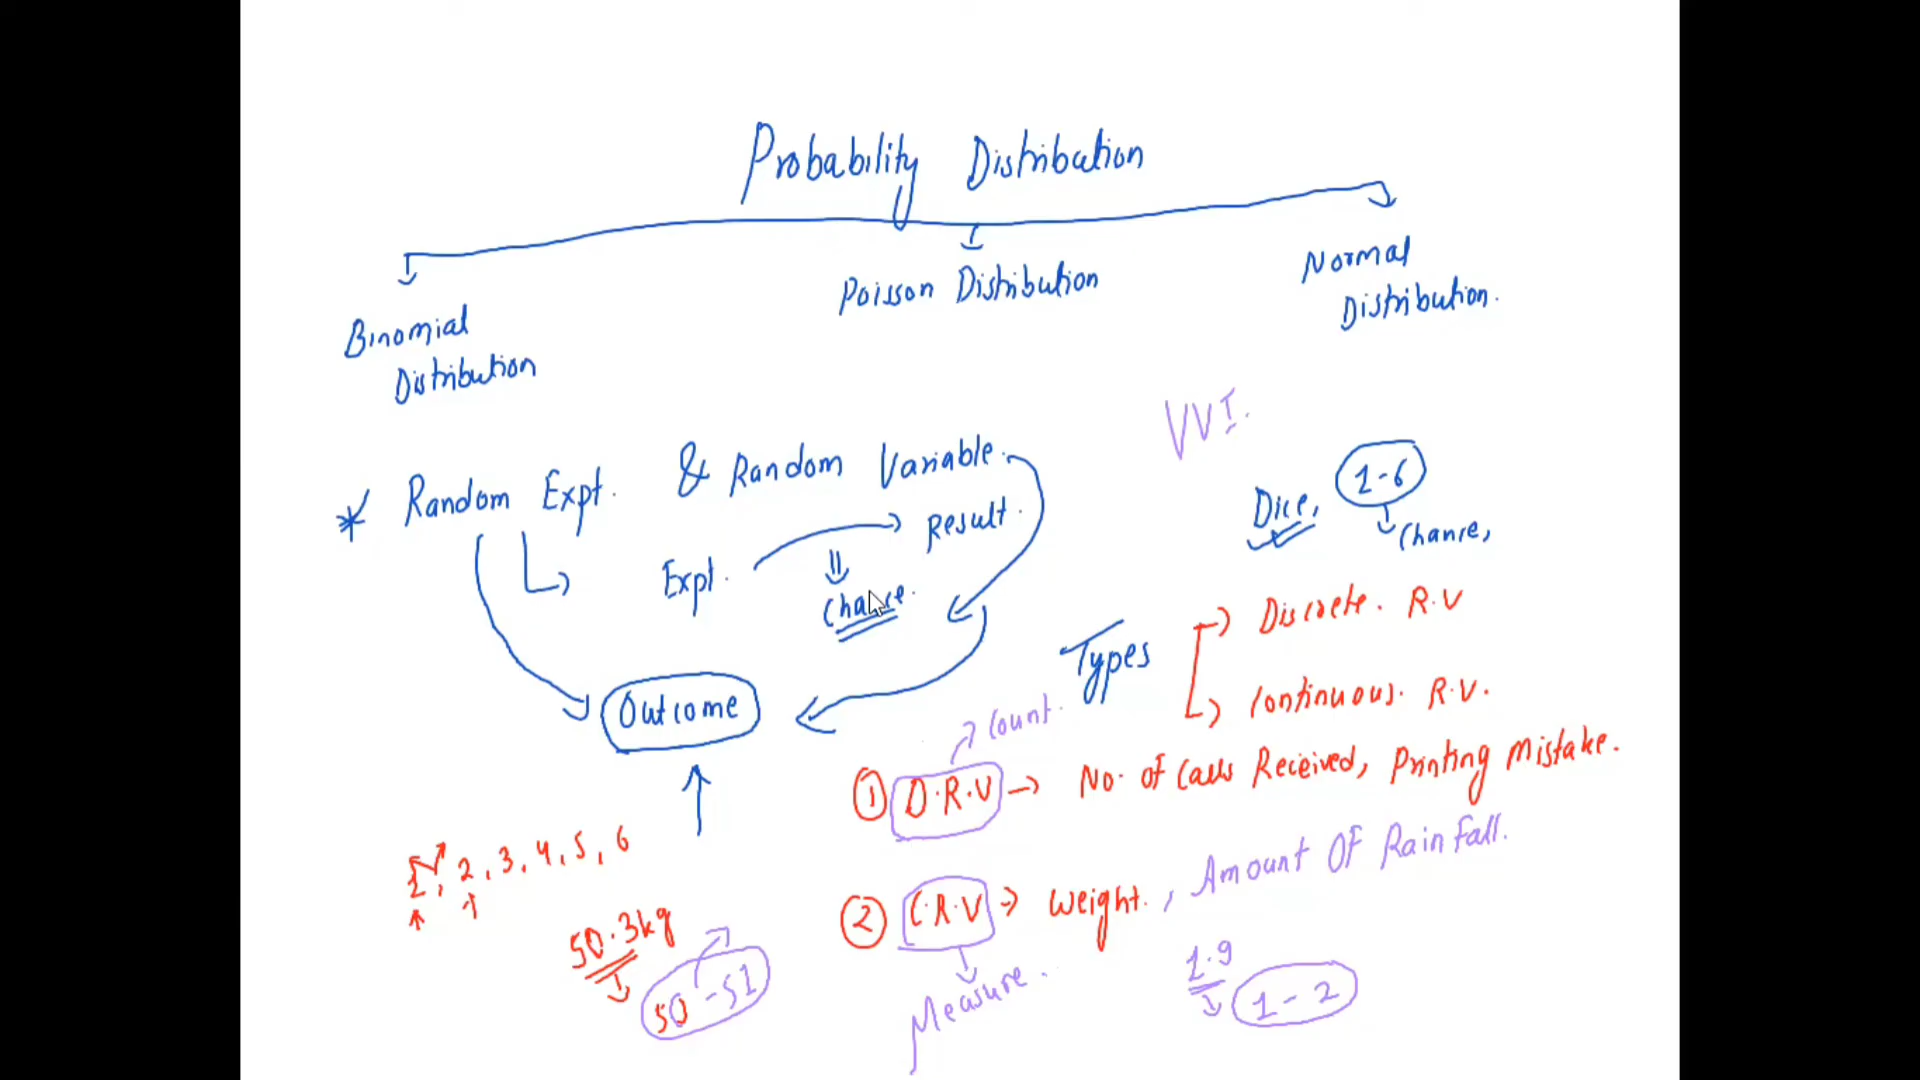 Probability Distribution
Binomial
Distribution
Poisson Distribution
Normal
Distribution.
VVI.
* Random Expt. & Random Variable.
Expt. Result.
Chance.
Outcome
Dice, 1-6
Chance,
Types
Discrete. R.V
Continuous. R.V.
Count.
① D.R.V → No. of Calls Received, Printing Mistake.
1, 2, 3, 4, 5, 6
② C.R.V → Weight. , Amount Of Rainfall.
Measure.
50.3kg
50-51
1.9
1-2